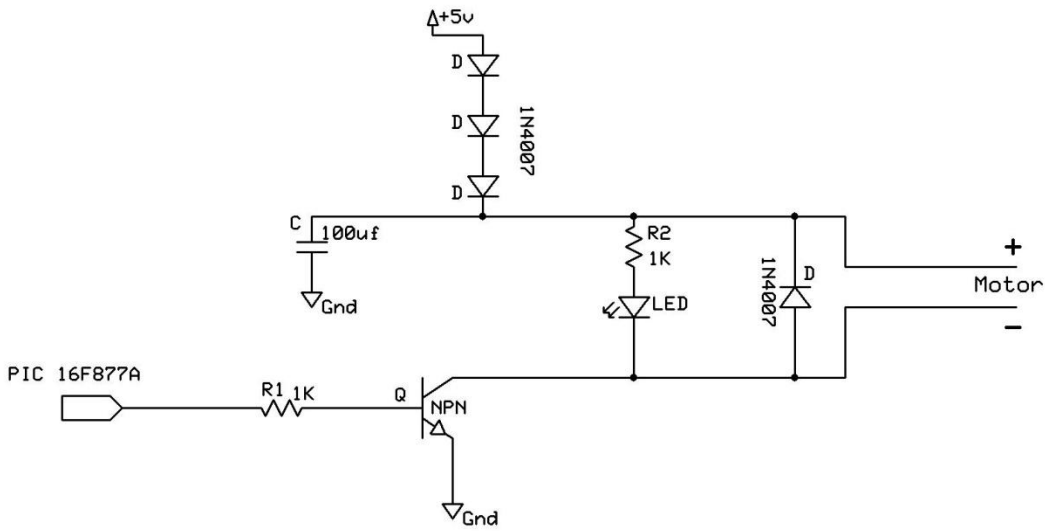 +5v
D
D
1N4007
D
C
100uf
R2
1K
+
1N4007
D
Motor
Gnd
LED
-
PIC 16F877A
R1 1K
Q
NPN
Gnd